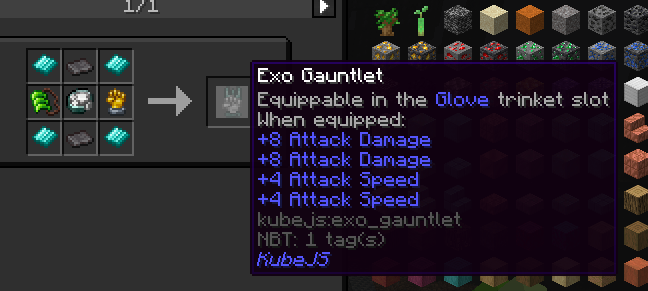 1/1
Exo Gauntlet
Equippable in the Glove trinket slot
When equipped:
+8 Attack Damage
+8 Attack Damage
+4 Attack Speed
+4 Attack Speed
kubejs:exo_gauntlet
NBT: 1 tag(s)
KubeJS